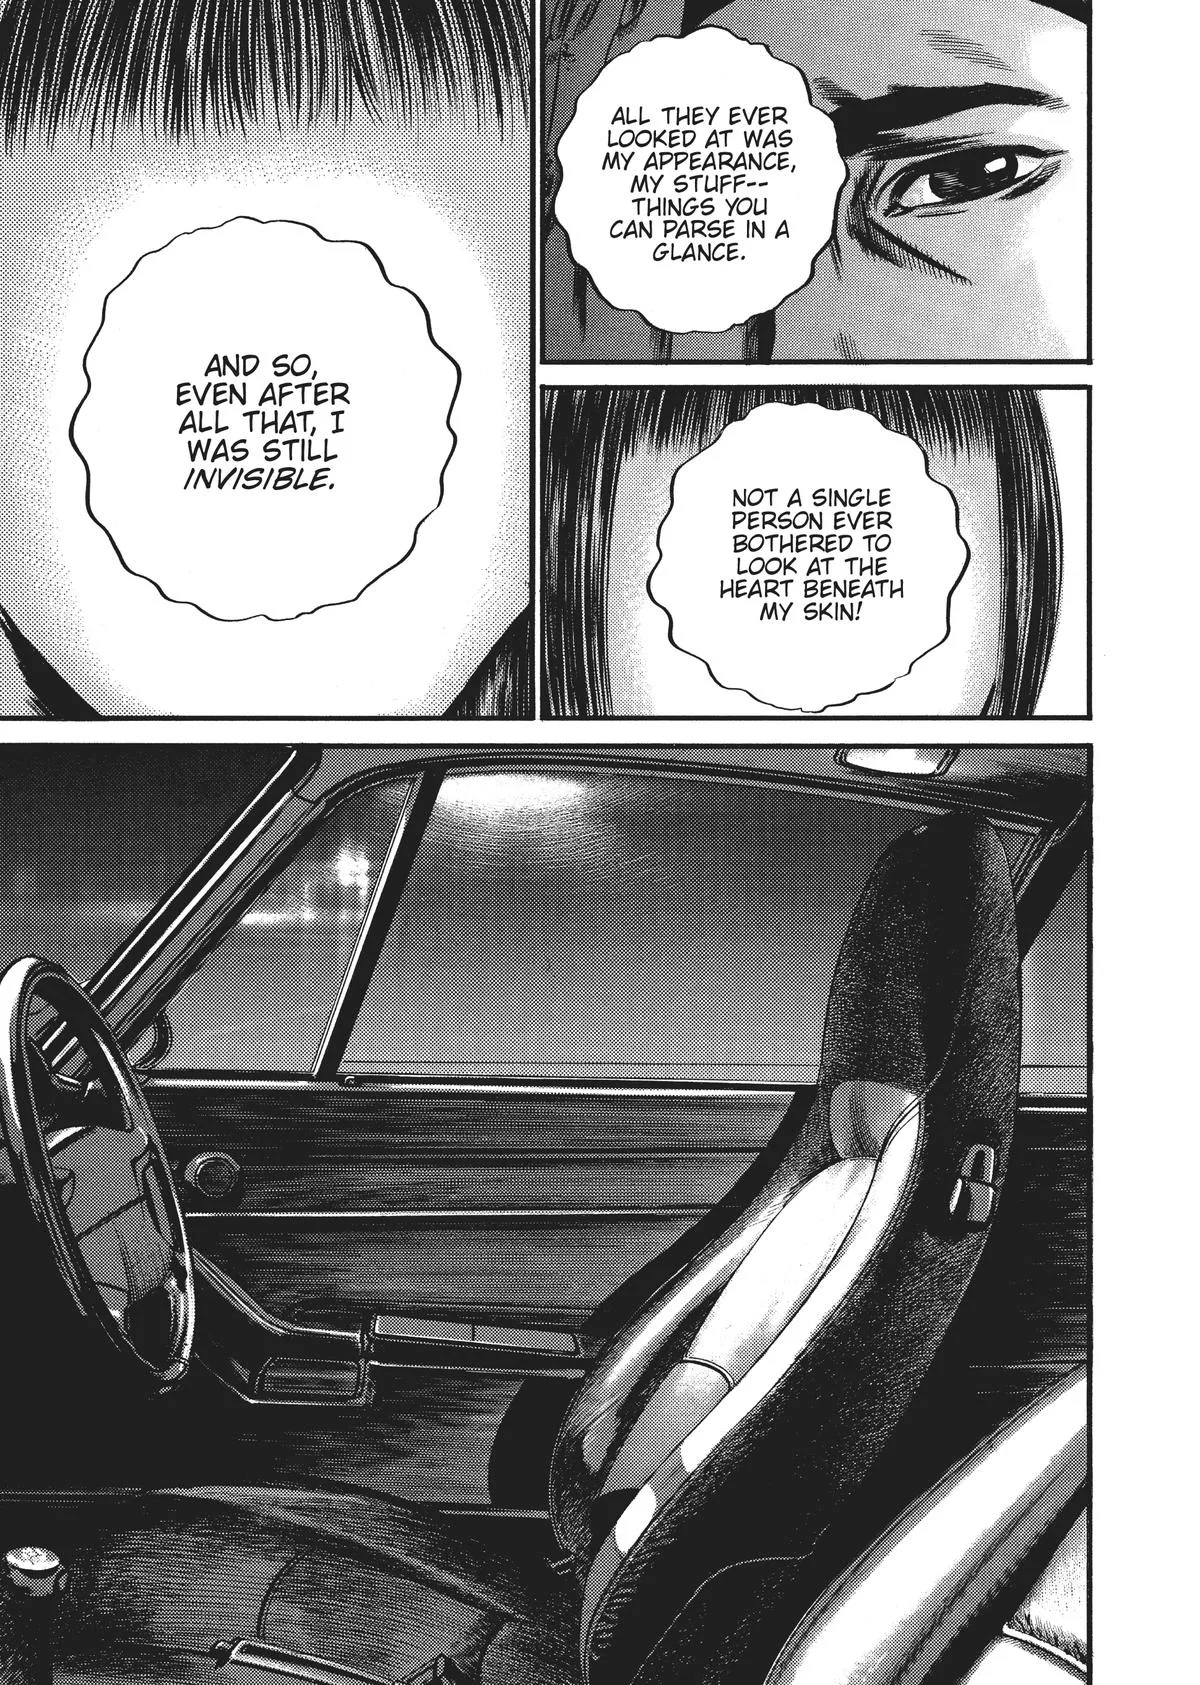 ALL THEY EVER
LOOKED AT WAS
MY APPEARANCE,
MY STUFF--
THINGS YOU
CAN PARSE IN A
GLANCE.
NOT A SINGLE
PERSON EVER
BOTHERED TO
LOOK AT THE
HEART BENEATH
MY SKIN!
AND SO,
EVEN AFTER
ALL THAT, I
WAS STILL
INVISIBLE.